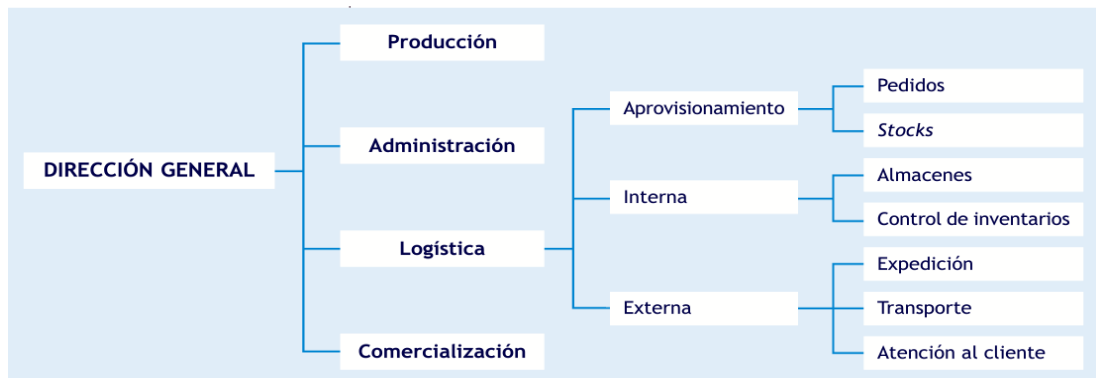 DIRECCIÓN GENERAL
Producción
Administración
Logística
Comercialización
Aprovisionamiento
Interna
Externa
Pedidos
Stocks
Almacenes
Control de inventarios
Expedición
Transporte
Atención al cliente